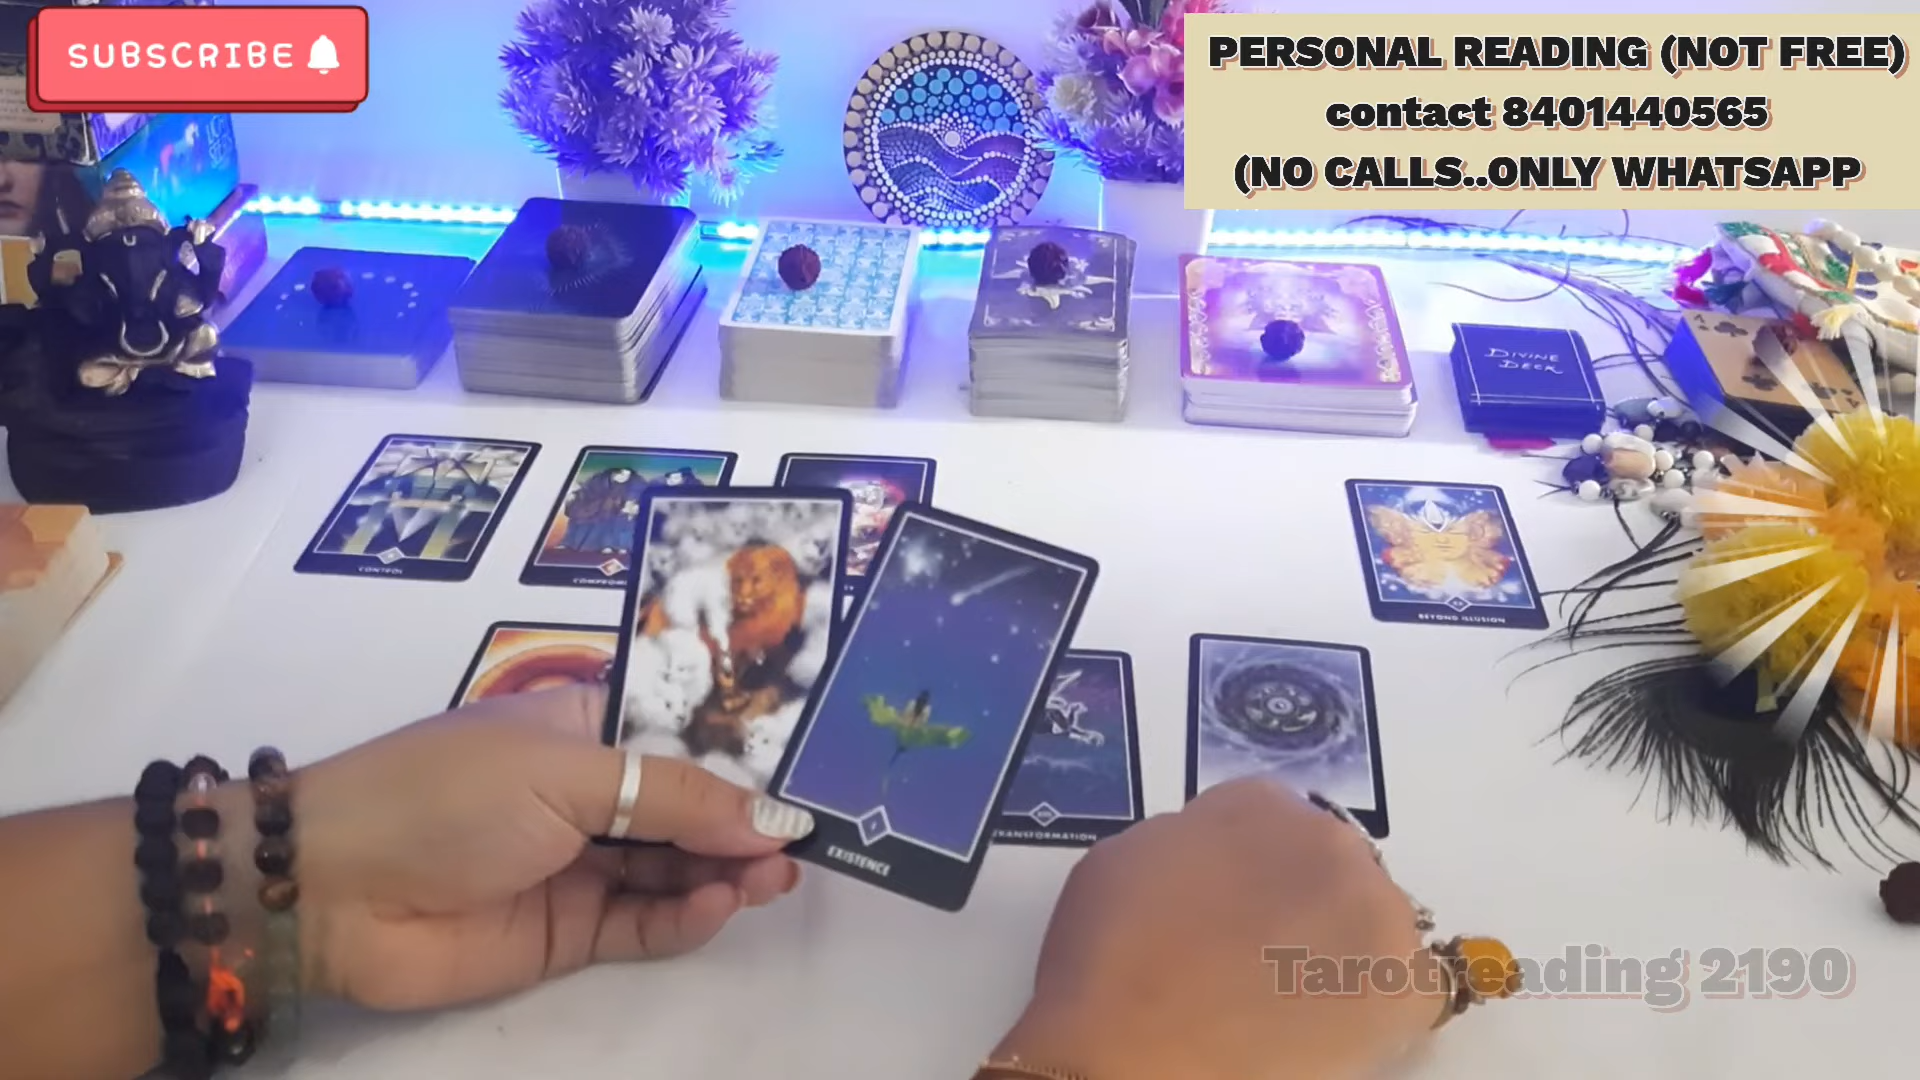 SUBSCRIBE
PERSONAL READING (NOT FREE)
contact 8401440565
(NO CALLS..ONLY WHATSAPP
DIVINE
DECK
CONTROL
BEYOND ILLUSION
TRANSFORMATION
EXISTENCE
Tarotreading 2190